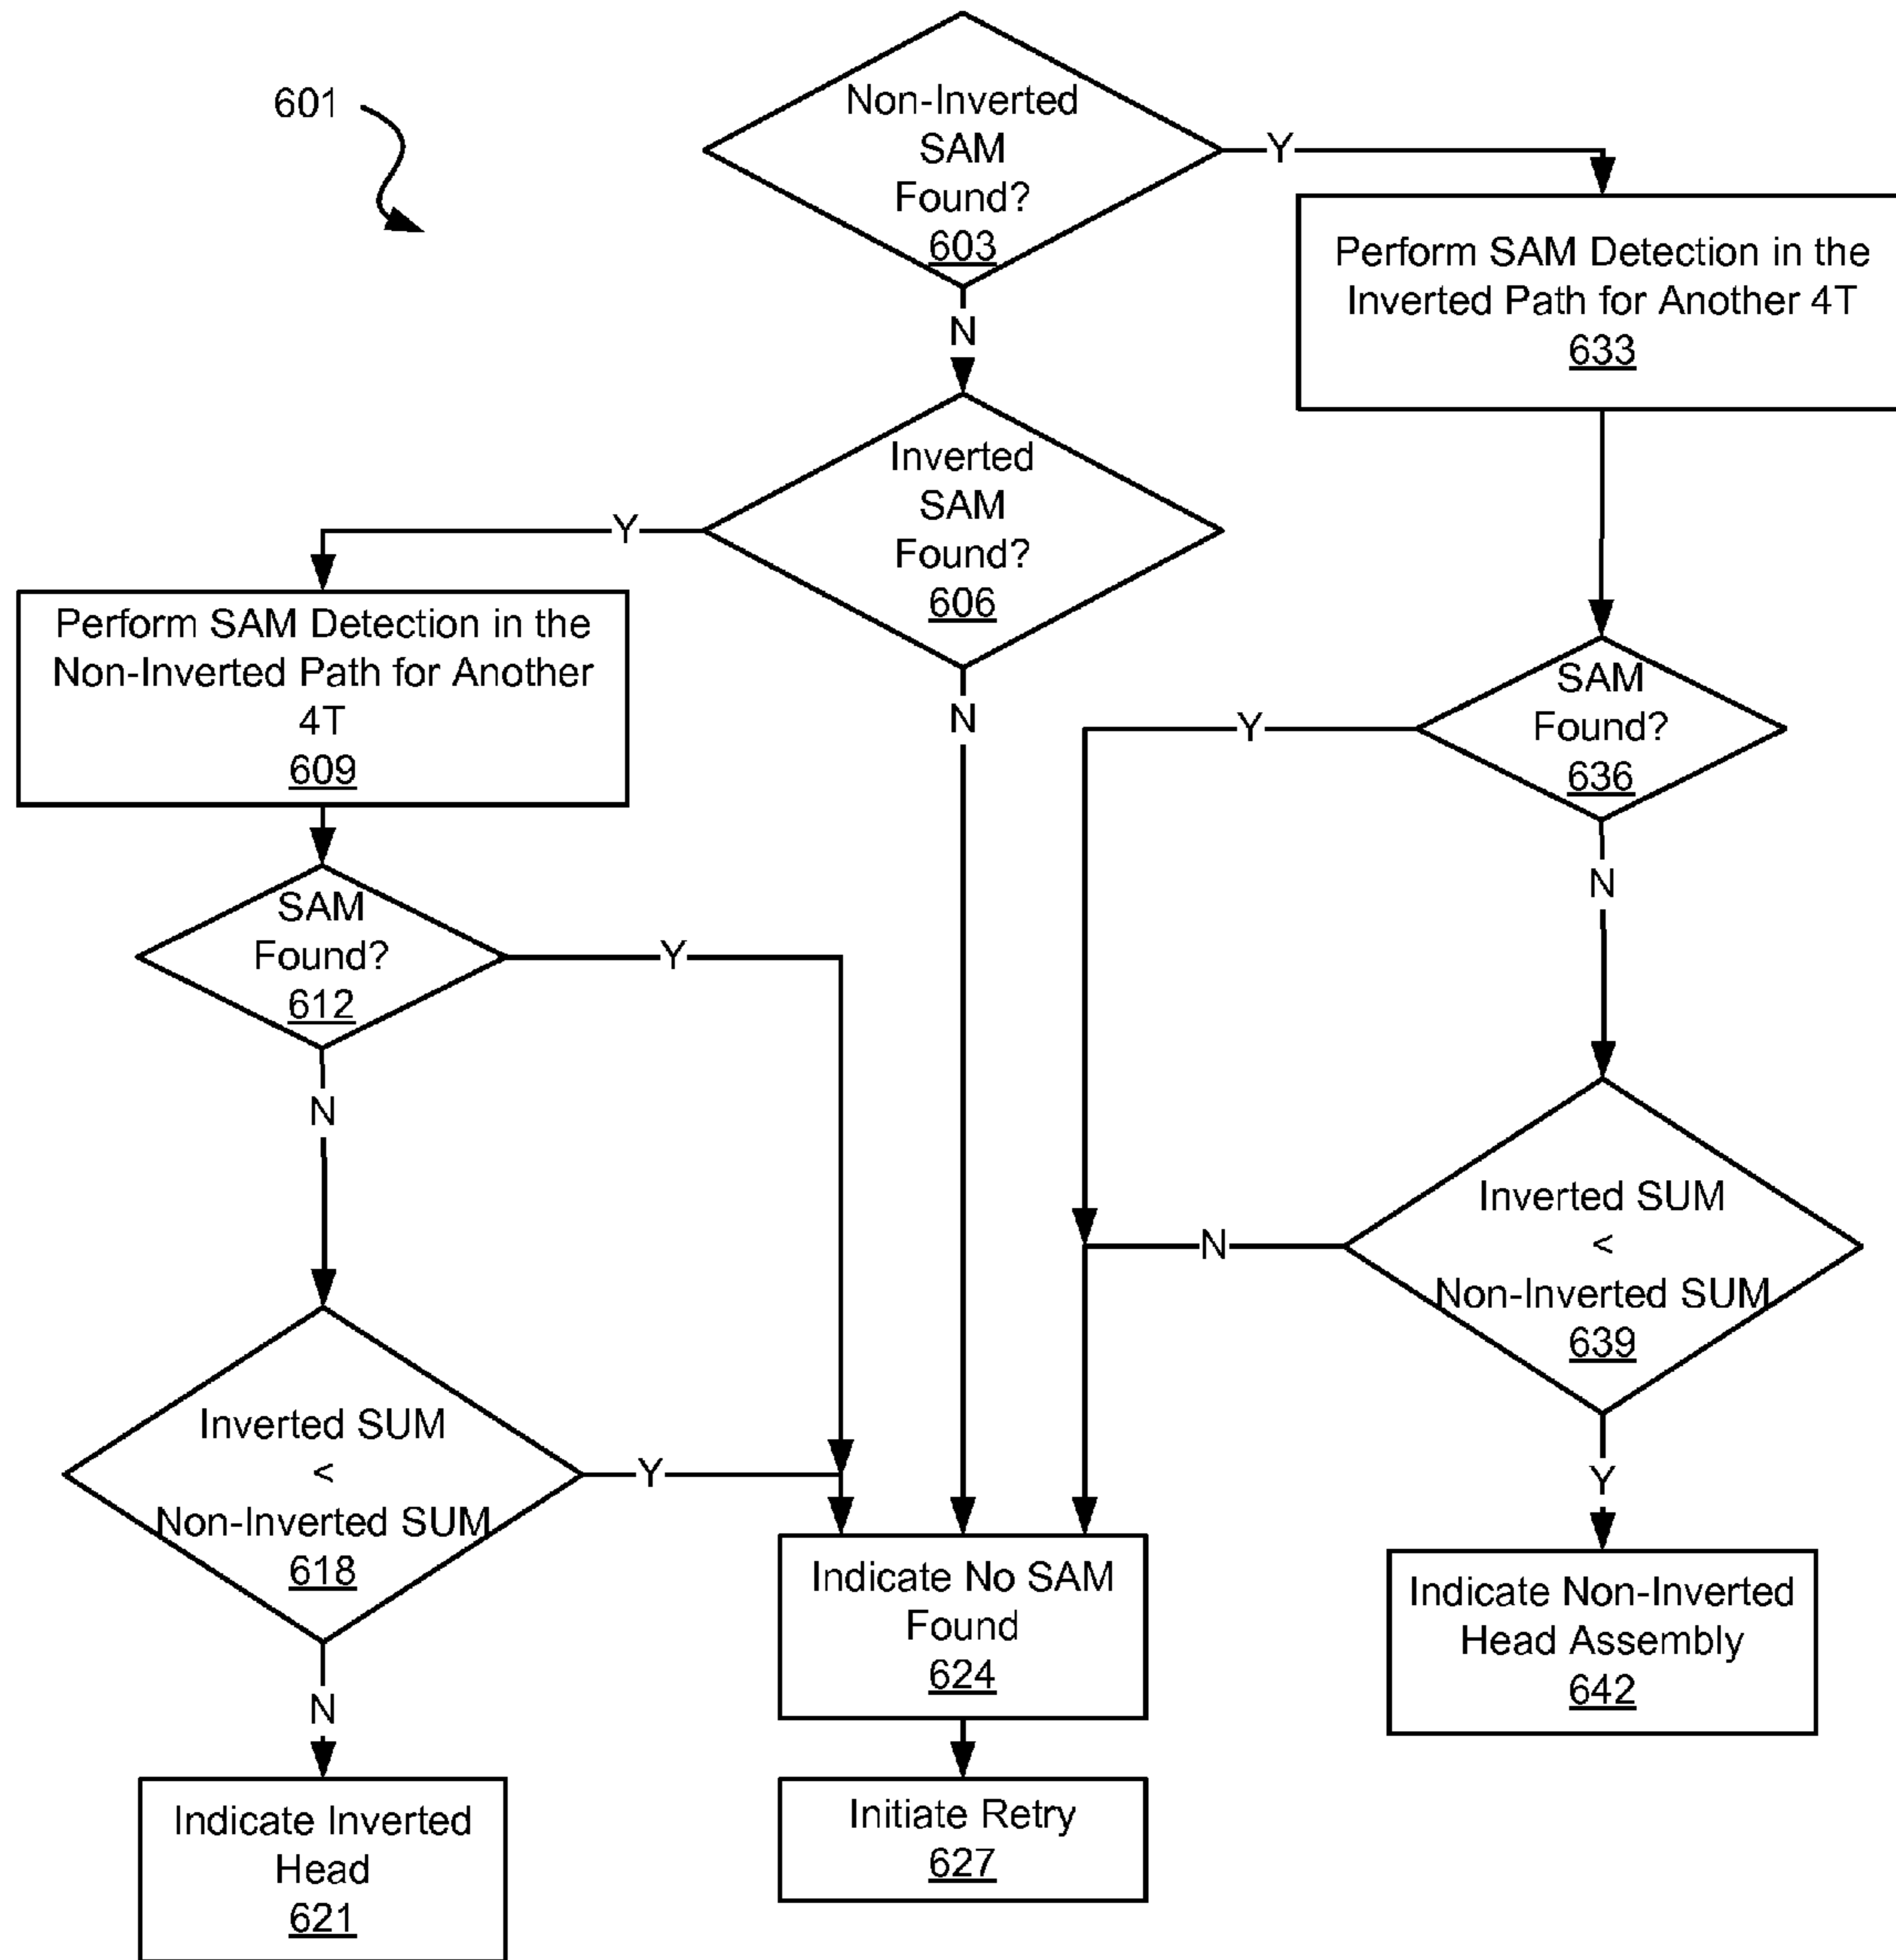 601
Non-Inverted
SAM
Found?
603
Y
N
Perform SAM Detection in the
Inverted Path for Another 4T
633
Inverted
SAM
Found?
606
Y
N
Perform SAM Detection in the
Non-Inverted Path for Another
4T
609
SAM
Found?
636
Y
N
SAM
Found?
612
Y
N
Inverted SUM
<
Non-Inverted SUM
639
N
Y
Inverted SUM
<
Non-Inverted SUM
618
Y
N
Indicate No SAM
Found
624
Indicate Non-Inverted
Head Assembly
642
Indicate Inverted
Head
621
Initiate Retry
627